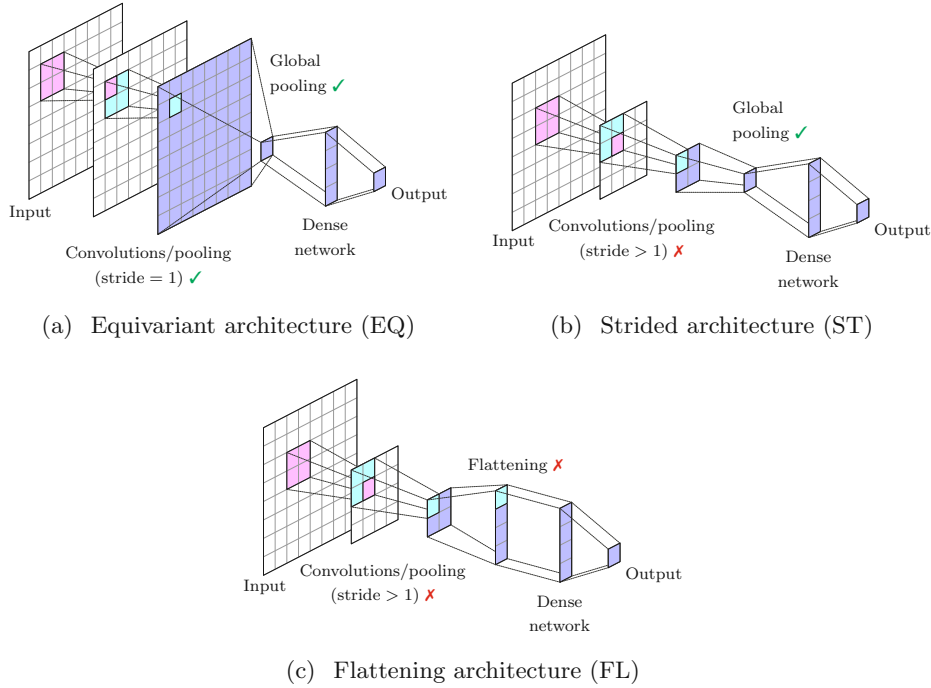 Global
pooling ✓
Input
Output
Dense
network
Convolutions/pooling
(stride = 1) ✓
(a) Equivariant architecture (EQ)
Global
pooling ✓
Input
Convolutions/pooling
(stride > 1) ✗
Output
Dense
network
(b) Strided architecture (ST)
Flattening ✗
Input
Convolutions/pooling
(stride > 1) ✗
Output
Dense
network
(c) Flattening architecture (FL)